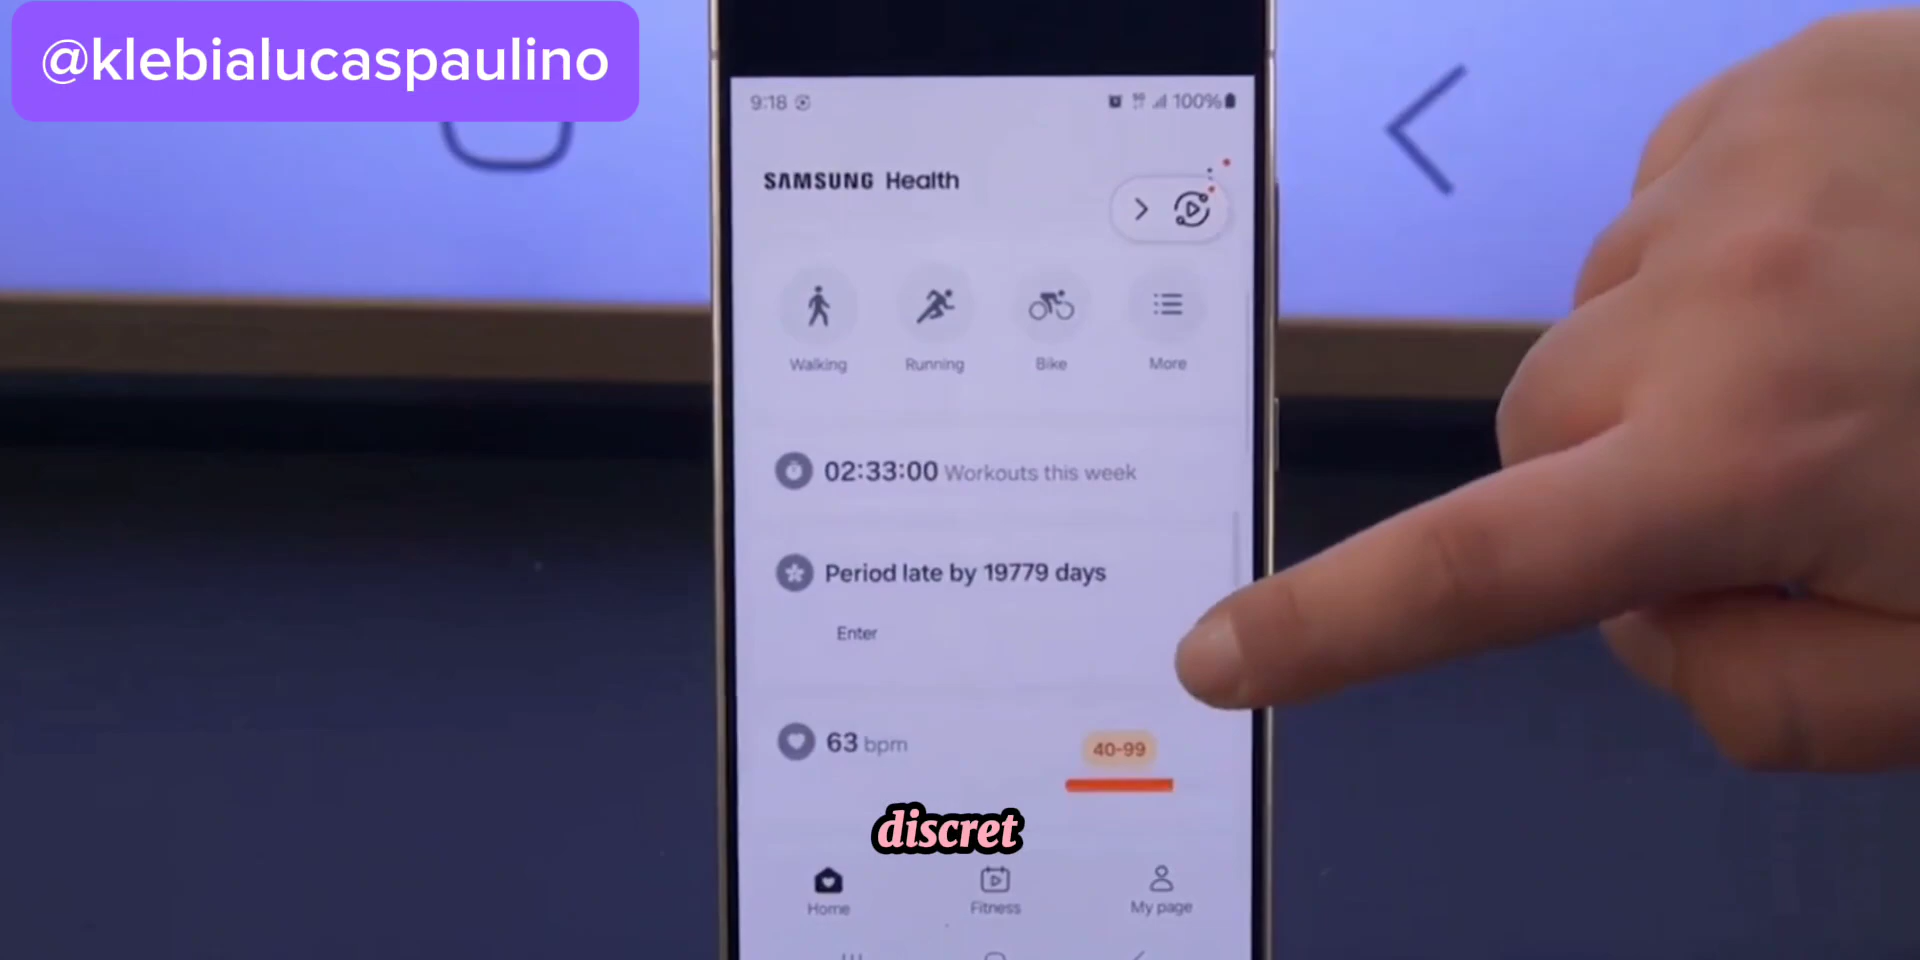 @klebialucaspaulino
9:18
100%
SAMSUNG Health
Walking
Running
Bike
More
02:33:00 Workouts this week
Period late by 19779 days
Enter
63 bpm
40-99
discret
Home
Fitness
My page